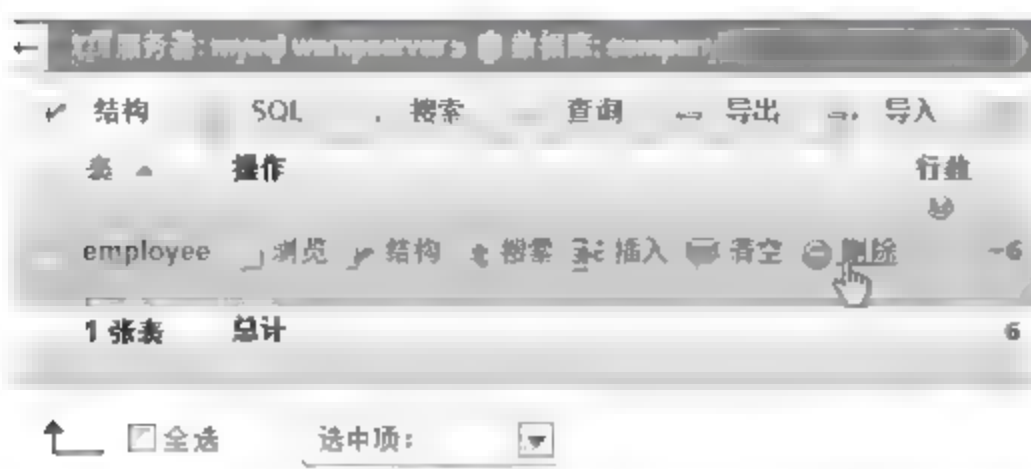 服务器: mysql wampserver » 数据库: company
结构 SQL 搜索 查询 导出 导入
表 操作 行数
employee 浏览 结构 搜索 插入 清空 删除 ~6
1 张表 总计 6
全选 选中项: